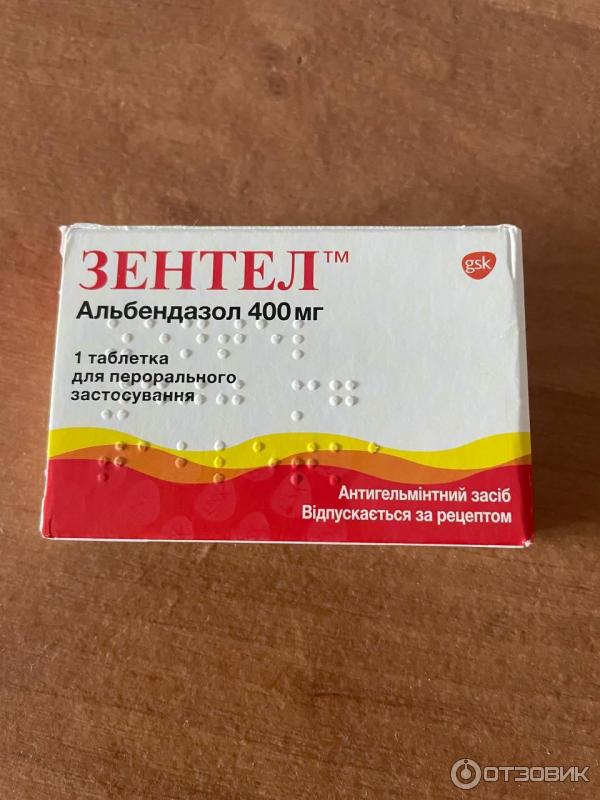 ЗЕНТЕЛ™
gsk
Альбендазол 400 мг
1 таблетка
для перорального
застосування
Антигельмінтний засіб
Відпускається за рецептом
ОТЗОВИК